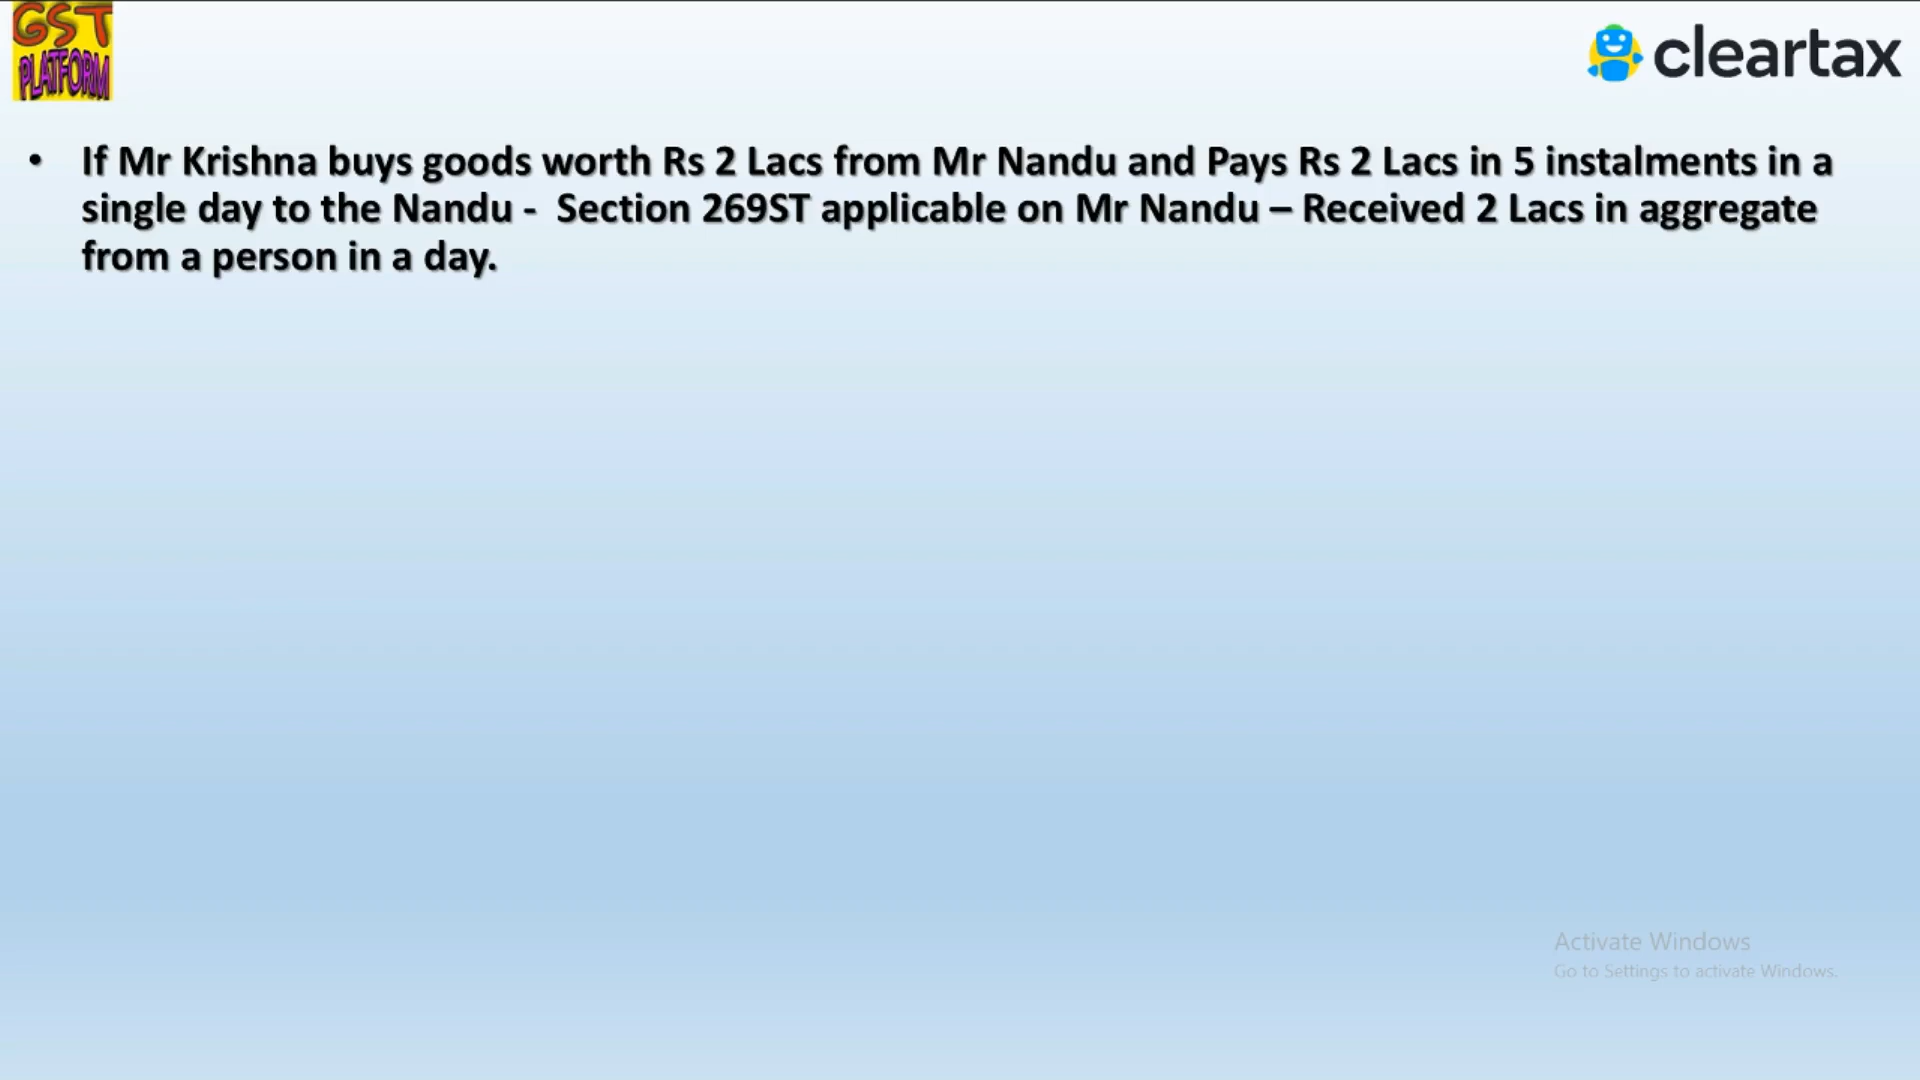 GST
PLATFORM
cleartax
• If Mr Krishna buys goods worth Rs 2 Lacs from Mr Nandu and Pays Rs 2 Lacs in 5 instalments in a
single day to the Nandu - Section 269ST applicable on Mr Nandu – Received 2 Lacs in aggregate
from a person in a day.
Activate Windows
Go to Settings to activate Windows.